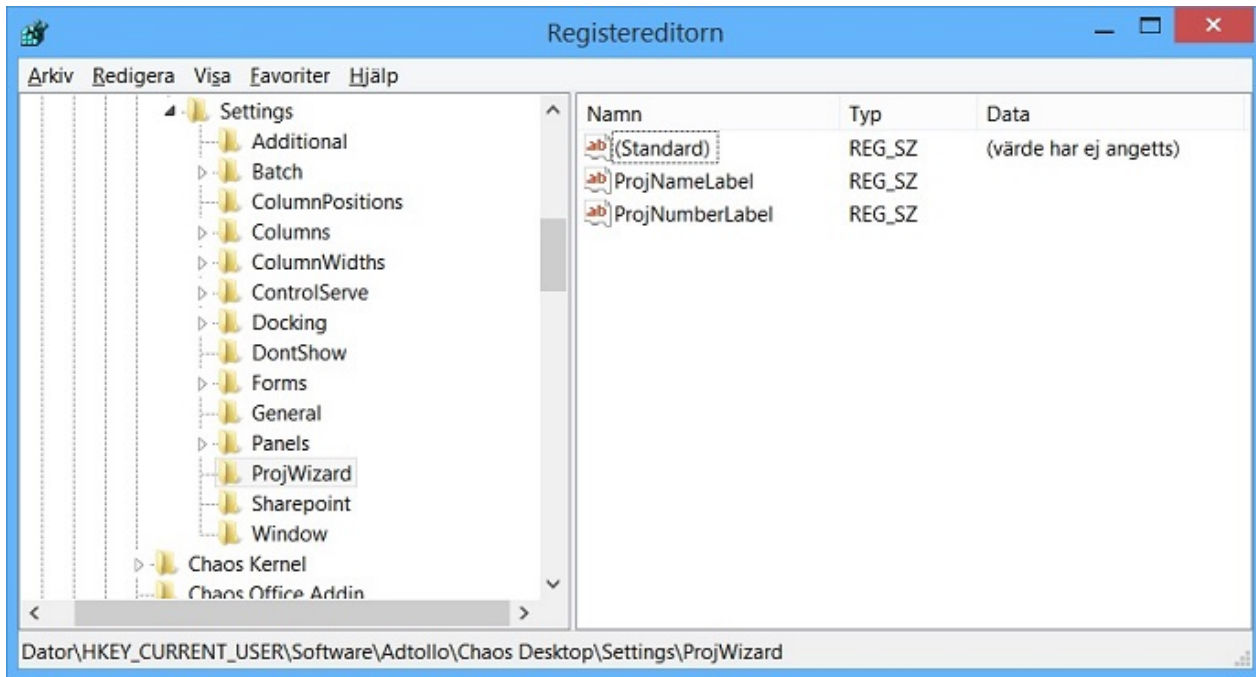 Registereditorn
Arkiv Redigera Visa Favoriter Hjälp
Settings
Additional
Batch
ColumnPositions
Columns
ColumnWidths
ControlServe
Docking
DontShow
Forms
General
Panels
ProjWizard
Sharepoint
Window
Chaos Kernel
Chaos Office Addin
Namn Typ Data
(Standard) REG_SZ (värde har ej angetts)
ProjNameLabel REG_SZ
ProjNumberLabel REG_SZ
Dator\HKEY_CURRENT_USER\Software\Adtollo\Chaos Desktop\Settings\ProjWizard